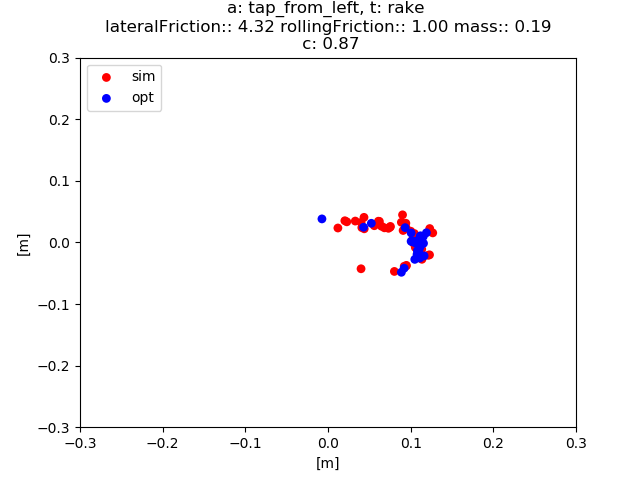 a: tap_from_left, t: rake
lateralFriction:: 4.32 rollingFriction:: 1.00 mass:: 0.19
c: 0.87
sim
opt
0.3
0.2
0.1
0.0
−0.1
−0.2
−0.3
[m]
−0.3
−0.2
−0.1
0.0
0.1
0.2
0.3
[m]